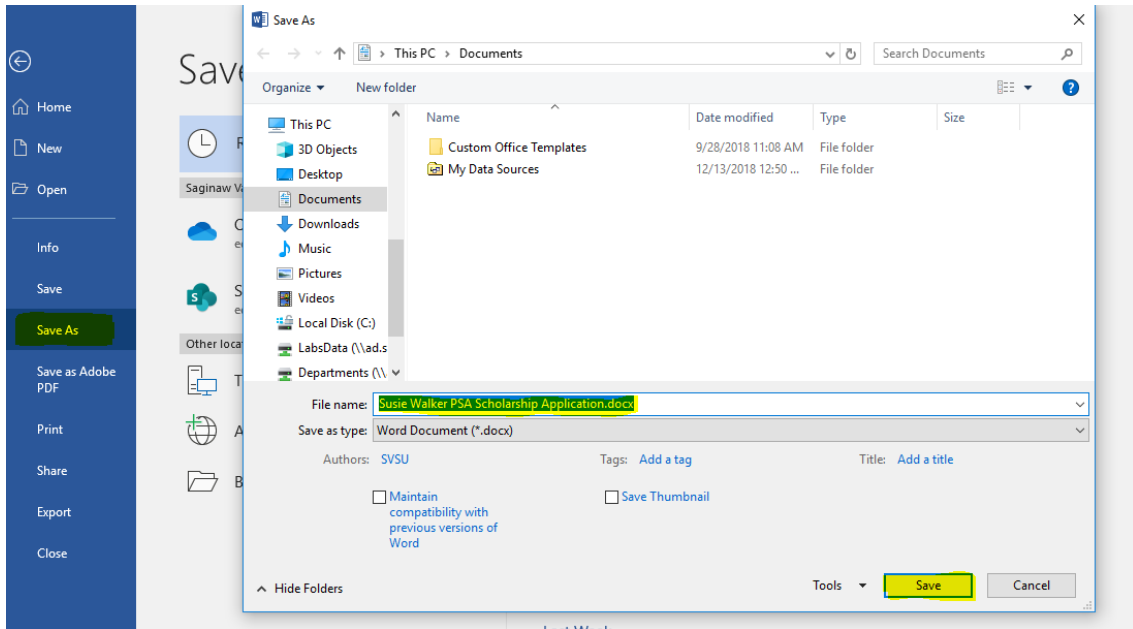 Save As
This PC > Documents
Search Documents
Organize
New folder
?
Home
New
Open
Info
Save
Save As
Save as Adobe
PDF
Print
Share
Export
Close
Saginaw
This PC
3D Objects
Desktop
Documents
Downloads
Music
Pictures
Videos
Local Disk (C:)
LabsData (\\ad.s
Departments (\\
Name
Date modified
Type
Size
Custom Office Templates
9/28/2018 11:08 AM
File folder
My Data Sources
12/13/2018 12:50 ...
File folder
File name: Susie Walker PSA Scholarship Application.docx
Save as type: Word Document (*.docx)
Authors: SVSU
Tags: Add a tag
Title: Add a title
Maintain
compatibility with
previous versions of
Word
Save Thumbnail
Hide Folders
Tools
Save
Cancel